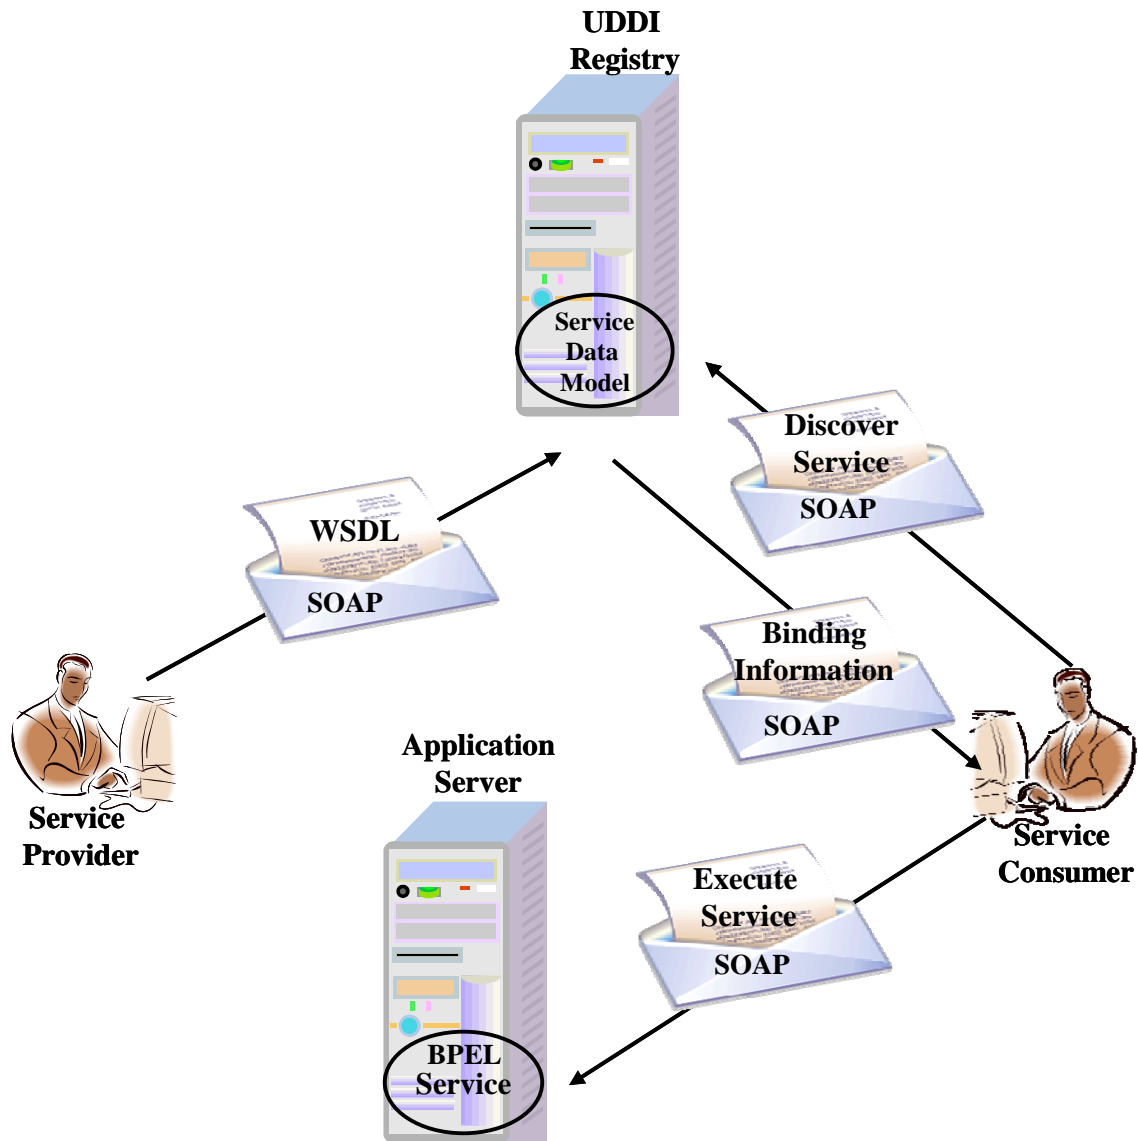 UDDI
Registry
Service
Data
Model
Discover
Service
SOAP
WSDL
SOAP
Binding
Information
SOAP
Service
Provider
Application
Server
Service
Consumer
Execute
Service
SOAP
BPEL
Service